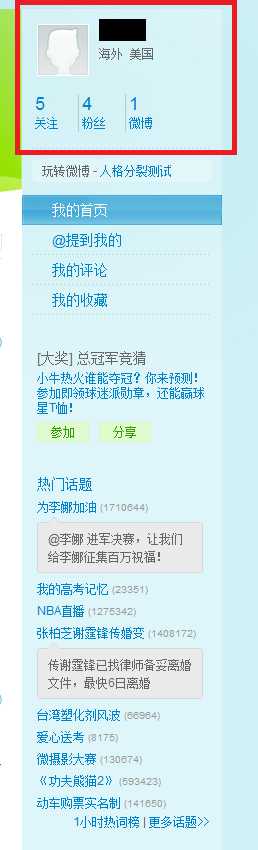 海外 美国
5 4 1
关注 粉丝 微博
玩转微博 - 人格分裂测试
我的首页
@提到我的
我的评论
我的收藏
[大奖] 总冠军竞猜
小牛热火谁能夺冠？你来预测！
参加即领球迷派勋章，还能赢球
星T恤！
参加 分享
热门话题
为李娜加油 (1710644)
@李娜 进军决赛，让我们
给李娜征集百万祝福！
我的高考记忆 (23351)
NBA直播 (1275342)
张柏芝谢霆锋传婚变 (1408172)
传谢霆锋已找律师备妥离婚
文件，最快6日离婚
台湾塑化剂风波 (66964)
爱心送考 (8175)
微摄影大赛 (130674)
《功夫熊猫2》 (593423)
动车购票实名制 (141650)
1小时热词榜 | 更多话题>>